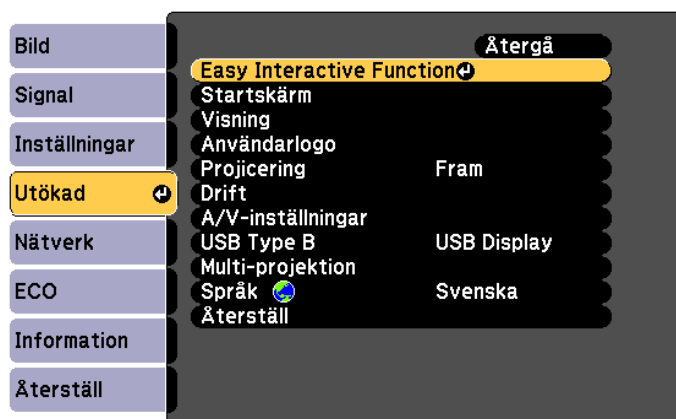 Bild
Signal
Inställningar
Utökad
Nätverk
ECO
Information
Återställ
Återgå
Easy Interactive Function
Startskärm
Visning
Användarlogo
Projicering Fram
Drift
A/V-inställningar
USB Type B USB Display
Multi-projektion
Språk Svenska
Återställ